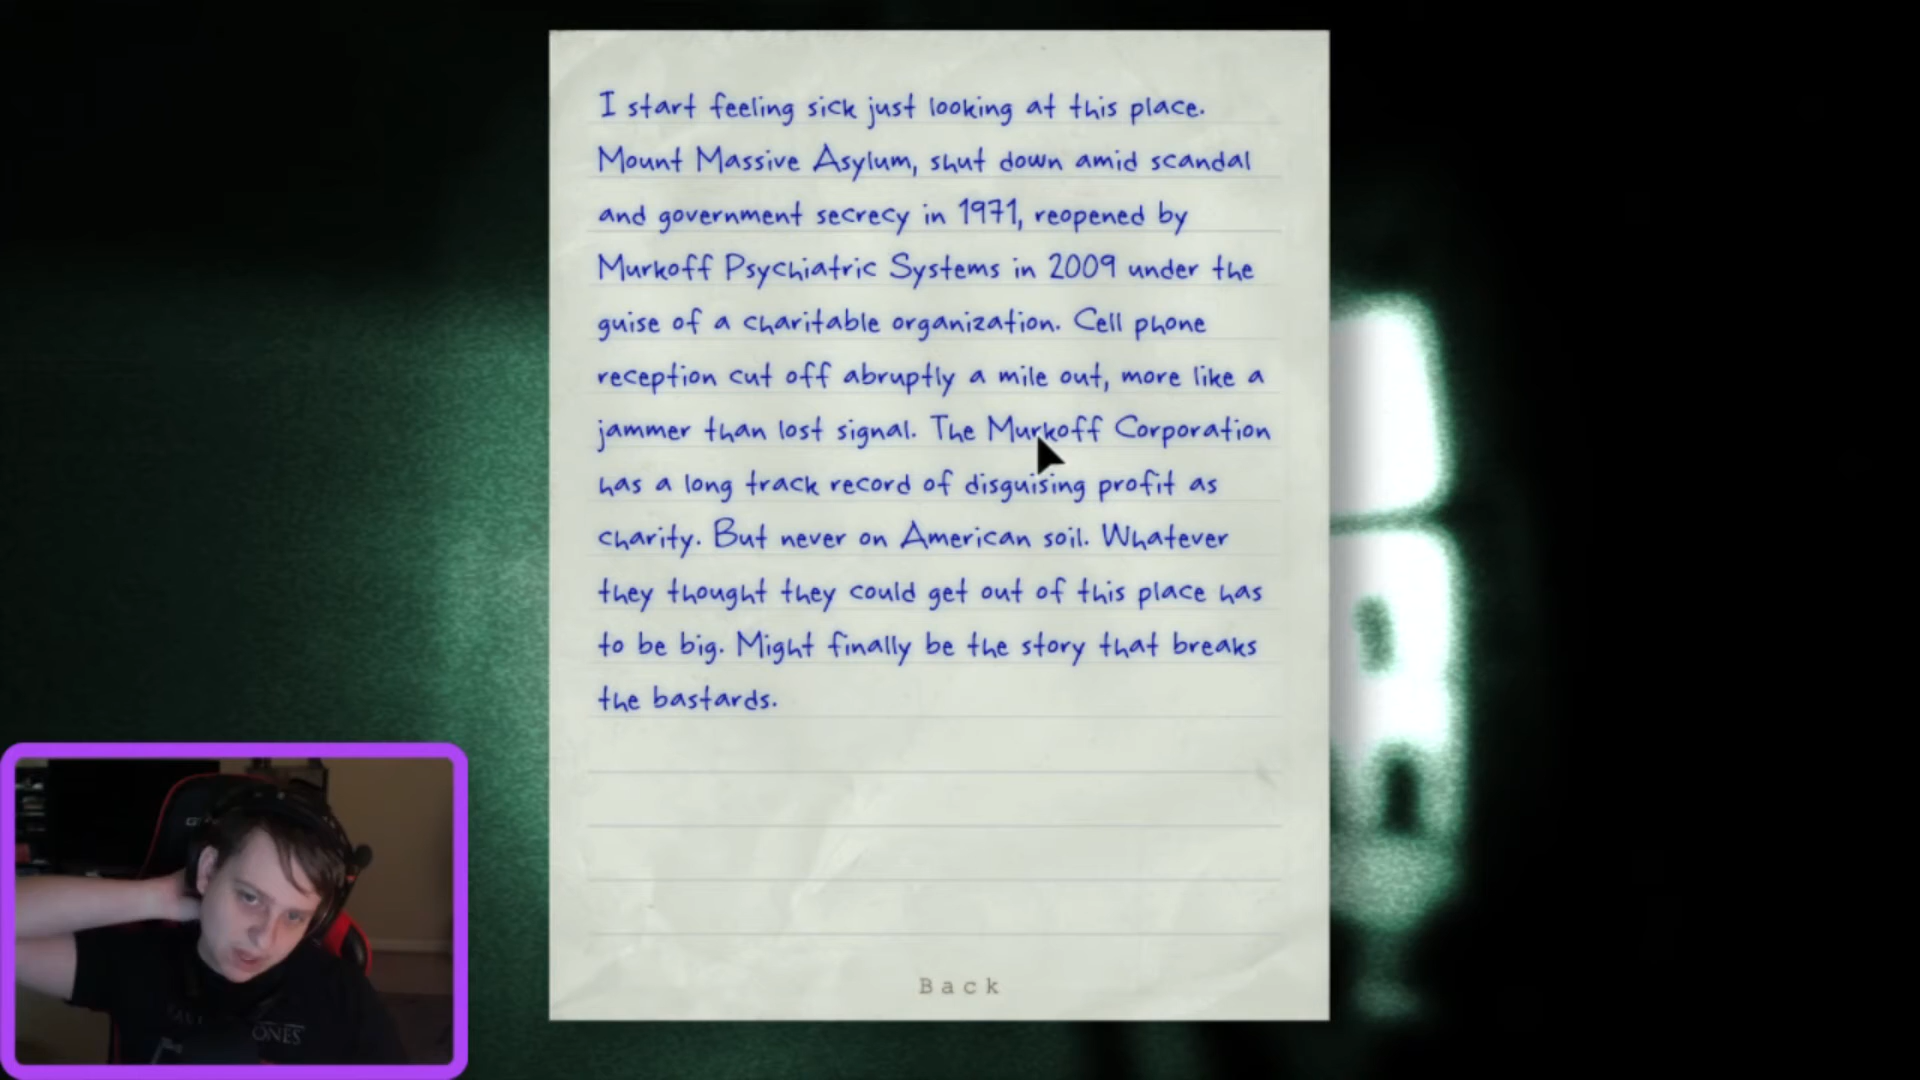 I start feeling sick just looking at this place.
Mount Massive Asylum, shut down amid scandal
and government secrecy in 1971, reopened by
Murkoff Psychiatric Systems in 2009 under the
guise of a charitable organization. Cell phone
reception cut off abruptly a mile out, more like a
jammer than lost signal. The Murkoff Corporation
has a long track record of disguising profit as
charity. But never on American soil. Whatever
they thought they could get out of this place has
to be big. Might finally be the story that breaks
the bastards.
Back
ONES